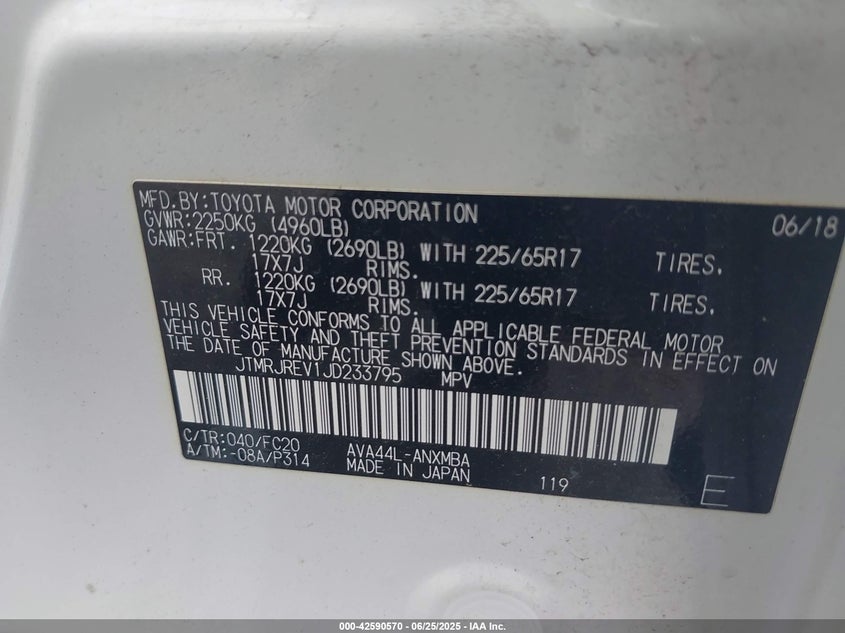 MFD.BY:TOYOTA MOTOR CORPORATION 06/18
GVWR:2250KG (4960LB)
GAWR:FRT. 1220KG (2690LB) WITH 225/65R17 TIRES,
17X7J RIMS.
RR. 1220KG (2690LB) WITH 225/65R17 TIRES,
17X7J RIMS.
THIS VEHICLE CONFORMS TO ALL APPLICABLE FEDERAL MOTOR
VEHICLE SAFETY AND THEFT PREVENTION STANDARDS IN EFFECT ON
THE DATE OF MANUFACTURE SHOWN ABOVE.
JTMRJREV1JD233795 MPV
C/TR:040/FC20 AVA44L-ANXMBA
A/TM:-08A/P314 MADE IN JAPAN 119 E
000-42590570 - 06/25/2025 - IAA Inc.